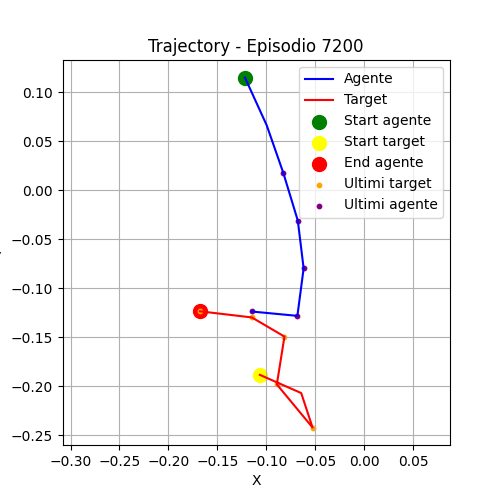 Trajectory - Episodio 7200
Agente
Target
Start agente
Start target
End agente
Ultimi target
Ultimi agente
0.10
0.05
0.00
−0.05
−0.10
−0.15
−0.20
−0.25
−0.30 −0.25 −0.20 −0.15 −0.10 −0.05 0.00 0.05
X